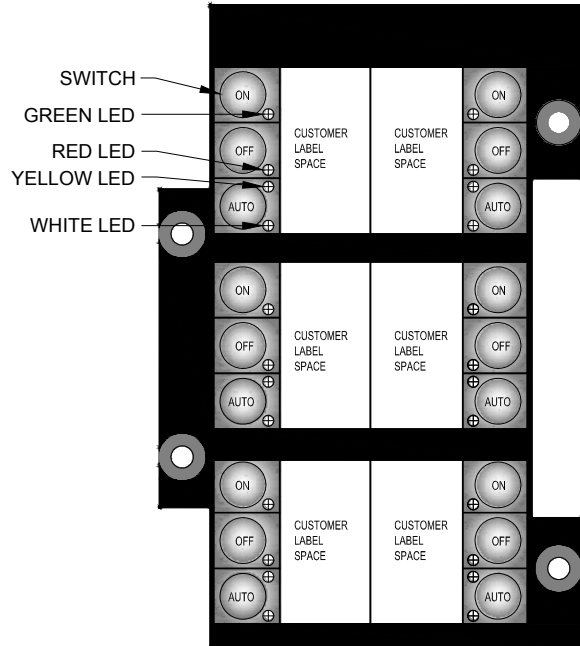 SWITCH
ON
ON
GREEN LED
CUSTOMER
LABEL
SPACE
CUSTOMER
LABEL
SPACE
RED LED
OFF
OFF
YELLOW LED
AUTO
AUTO
WHITE LED
ON
ON
CUSTOMER
LABEL
SPACE
CUSTOMER
LABEL
SPACE
OFF
OFF
AUTO
AUTO
ON
ON
CUSTOMER
LABEL
SPACE
CUSTOMER
LABEL
SPACE
OFF
OFF
AUTO
AUTO